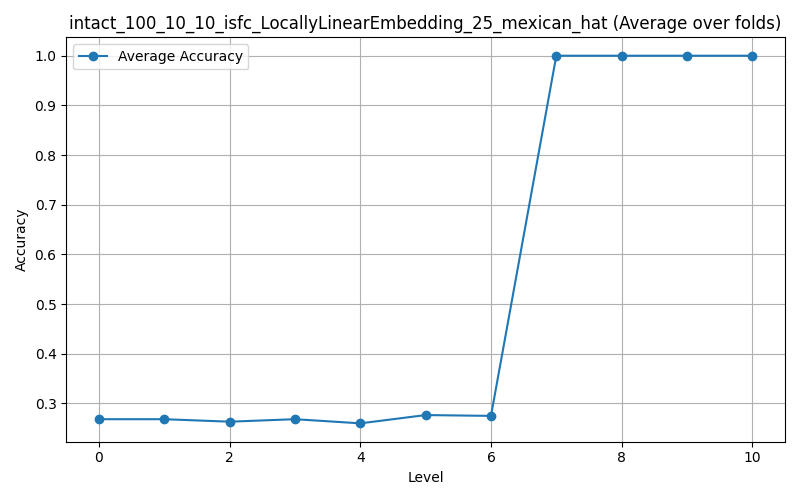 intact_100_10_10_isfc_LocallyLinearEmbedding_25_mexican_hat (Average over folds)
Average Accuracy
1.0
0.9
0.8
0.7
0.6
0.5
0.4
0.3
Accuracy
0 2 4 6 8 10
Level